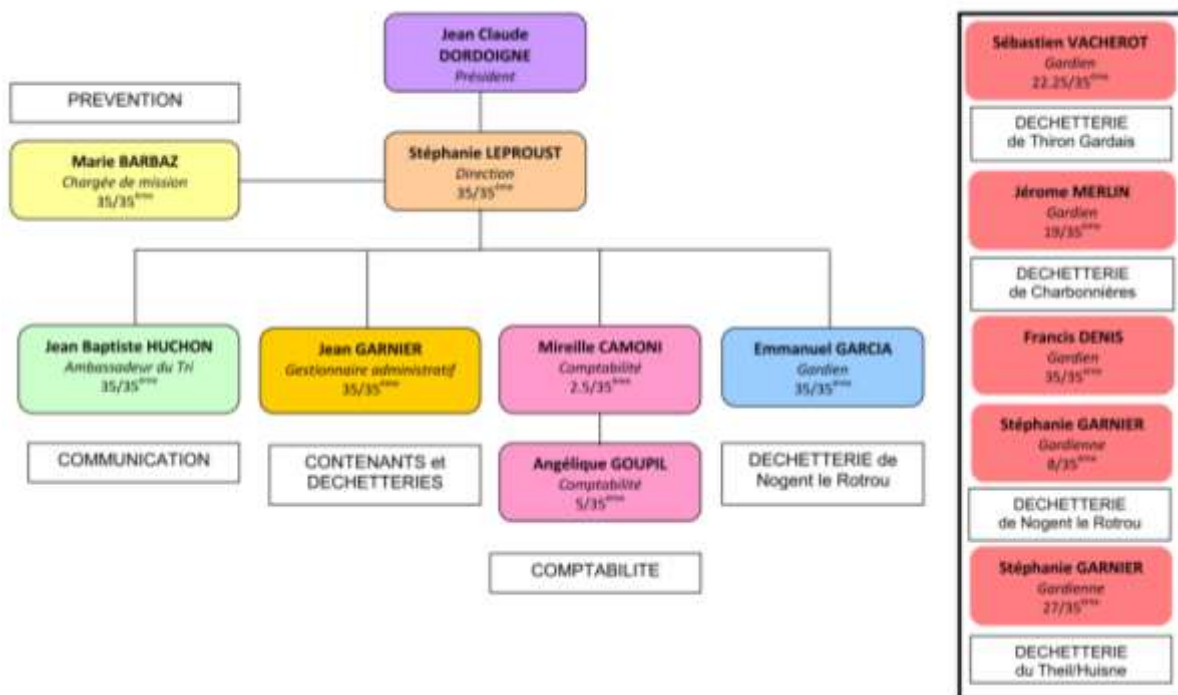 Jean Claude
DORDOIGNE
Président
PREVENTION
Marie BARBAZ
Chargée de mission
35/35ème
Stéphanie LEPROUST
Direction
35/35ème
Jean Baptiste HUCHON
Ambassadeur du Tri
35/35ème
COMMUNICATION
Jean GARNIER
Gestionnaire administratif
35/35ème
CONTENANTS et
DECHETTERIES
Mireille CAMONI
Comptabilité
2.5/35ème
Angélique GOUPIL
Comptabilité
5/35ème
COMPTABILITE
Emmanuel GARCIA
Gardien
35/35ème
DECHETTERIE de
Nogent le Rotrou
Sébastien VACHEROT
Gardien
22.25/35ème
DECHETTERIE
de Thiron Gardais
Jérome MERLIN
Gardien
19/35ème
DECHETTERIE
de Charbonnières
Francis DENIS
Gardien
35/35ème
Stéphanie GARNIER
Gardienne
8/35ème
DECHETTERIE
de Nogent le Rotrou
Stéphanie GARNIER
Gardienne
27/35ème
DECHETTERIE
du Theil/Huisne